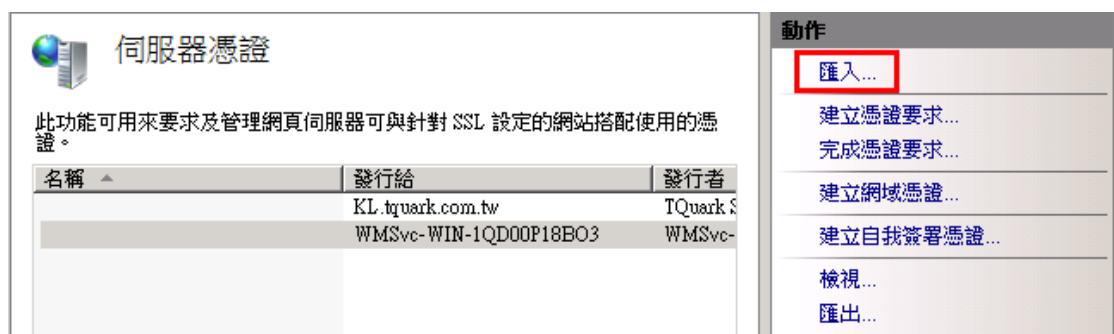 伺服器憑證
此功能可用來要求及管理網頁伺服器可與針對 SSL 設定的網站搭配使用的憑
證。
名稱 發行給 發行者
KL.tquark.com.tw TQuark S
WMSvc-WIN-1QD00P18BO3 WMSvc-
動作
匯入...
建立憑證要求...
完成憑證要求...
建立網域憑證...
建立自我簽署憑證...
檢視...
匯出...